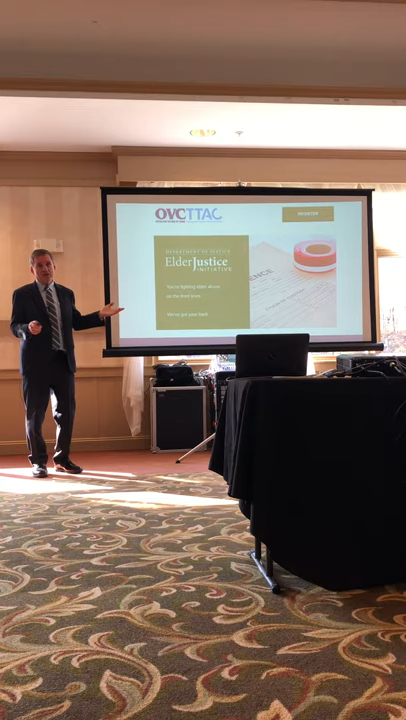 OVCTTAC
REGISTER
DEPARTMENT OF JUSTICE
ElderJustice
INITIATIVE
You're fighting elder abuse
on the front lines.
We've got your back.